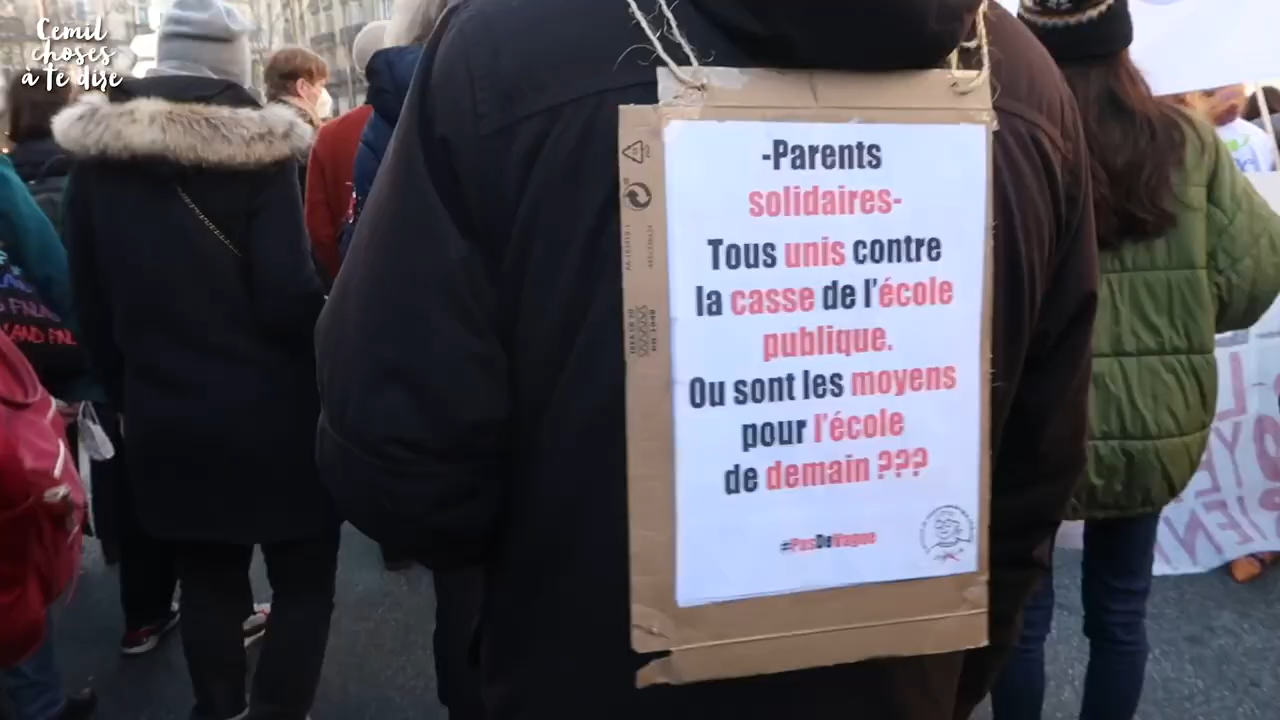 Cemil
choses
à te dire
-Parents
solidaires-
Tous unis contre
la casse de l'école
publique.
Ou sont les moyens
pour l'école
de demain ???
#PasDeVague